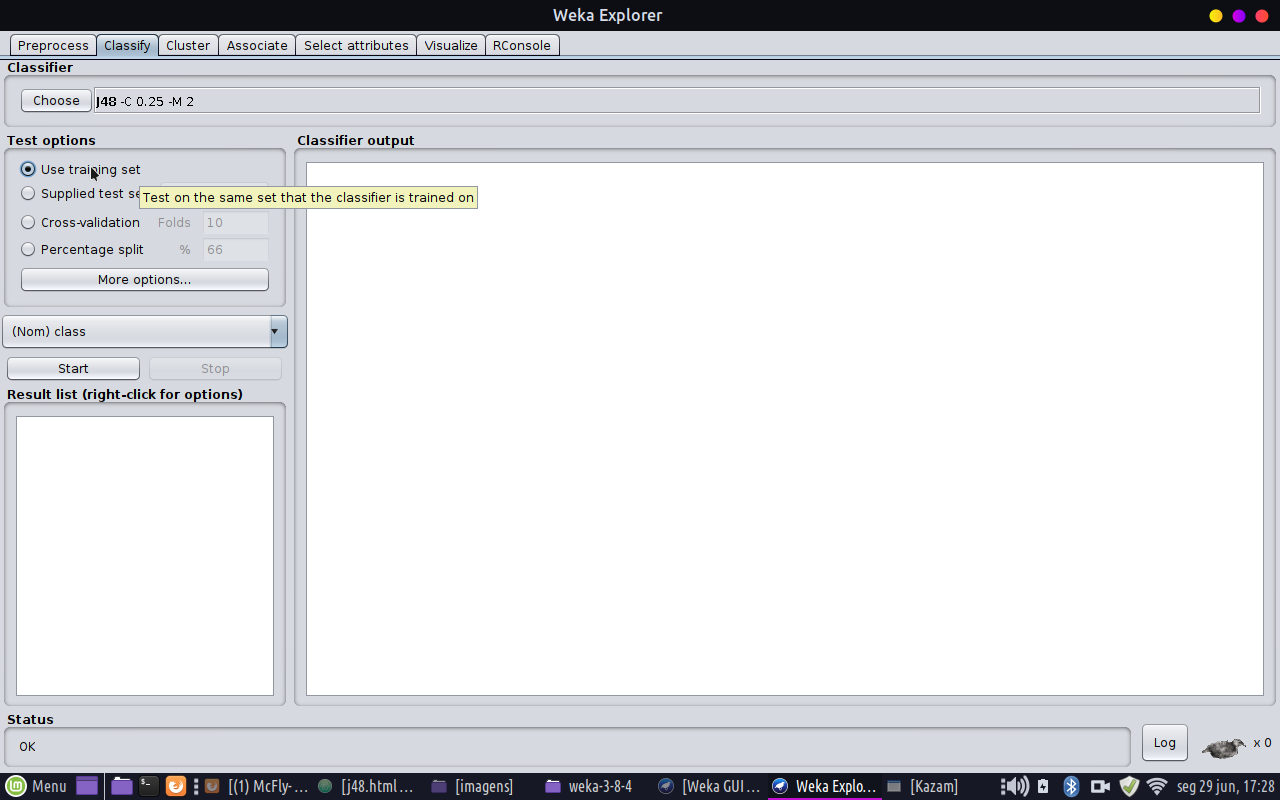 Weka Explorer
Preprocess Classify Cluster Associate Select attributes Visualize RConsole
Classifier
Choose J48 -C 0.25 -M 2
Test options
Use training set
Supplied test se
Test on the same set that the classifier is trained on
Cross-validation Folds 10
Percentage split % 66
More options...
(Nom) class
Start Stop
Result list (right-click for options)
Classifier output
Status
OK
Log
x 0
Menu [(1) McFly-... [j48.html ... [imagens] weka-3-8-4 [Weka GUI ... Weka Explo... [Kazam] seg 29 jun, 17:28